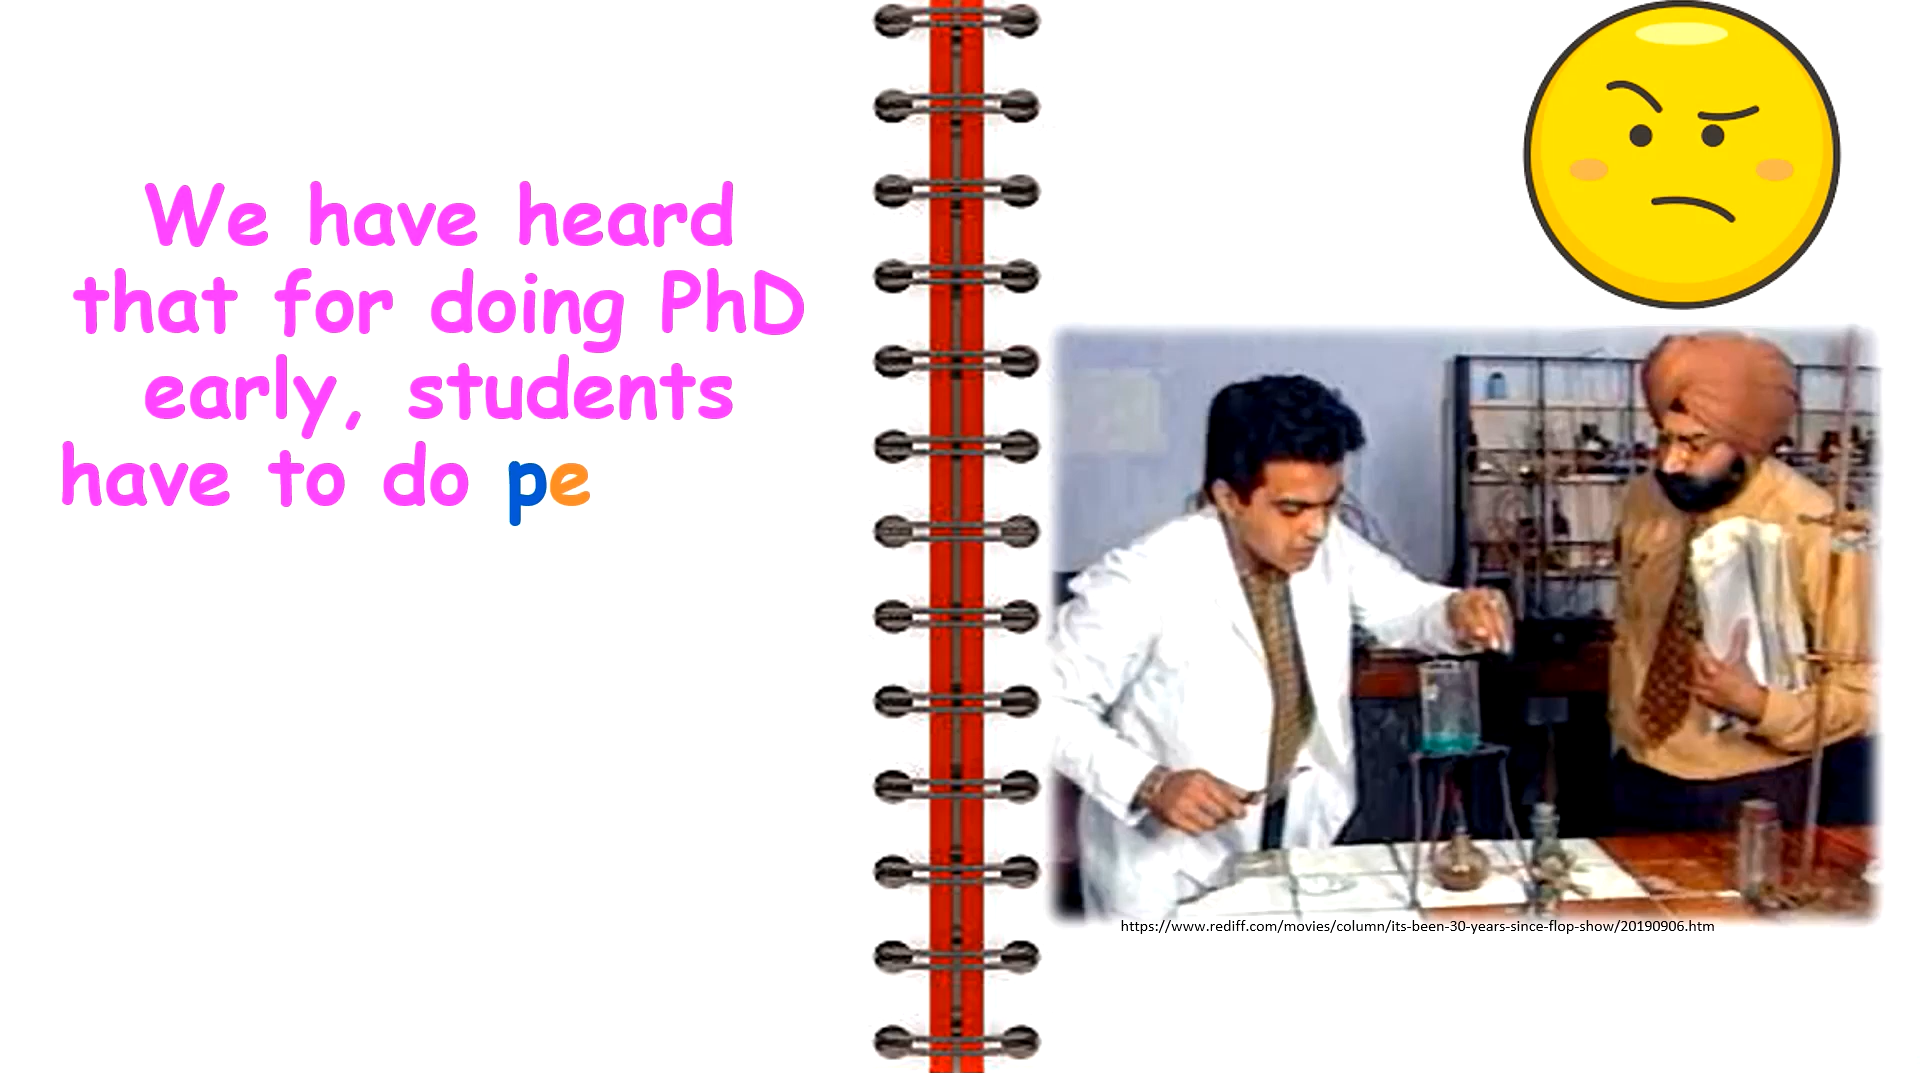 We have heard
that for doing PhD
early, students
have to do pe
https://www.rediff.com/movies/column/its-been-30-years-since-flop-show/20190906.htm